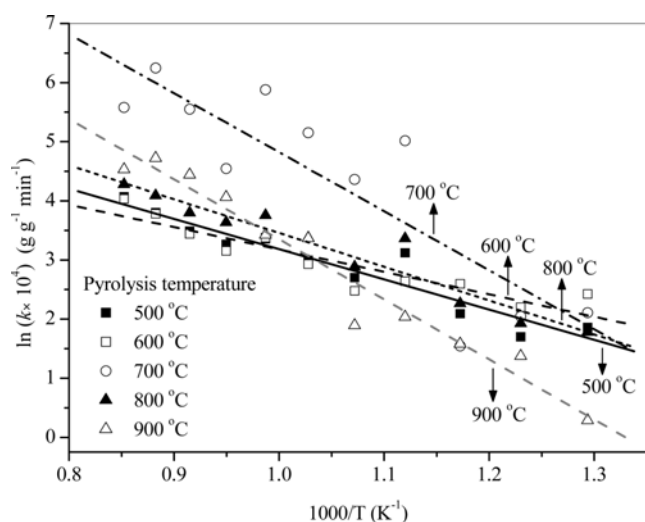 ln (k× 10⁴) (g g⁻¹ min⁻¹)
7
6
5
4
3
2
1
0
700 °C
600 °C
800 °C
500 °C
900 °C
Pyrolysis temperature
500 °C
600 °C
700 °C
800 °C
900 °C
0.8 0.9 1.0 1.1 1.2 1.3
1000/T (K⁻¹)